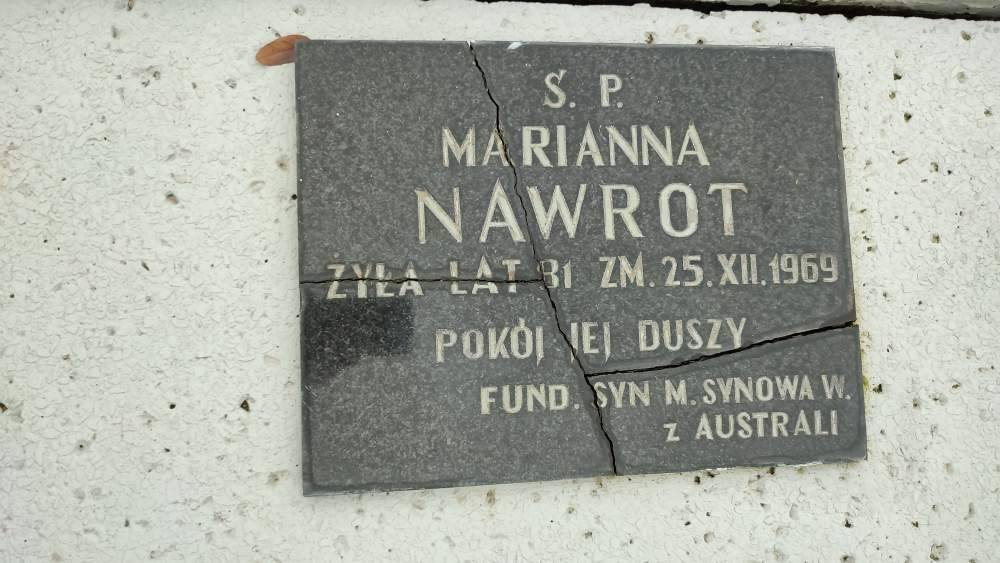 Ś. P.
MARIANNA
NAWROT
ŻYŁA LAT 81 ZM. 25.XII.1969
POKÓJ JEJ DUSZY
FUND. SYN M. SYNOWA W.
z AUSTRALI